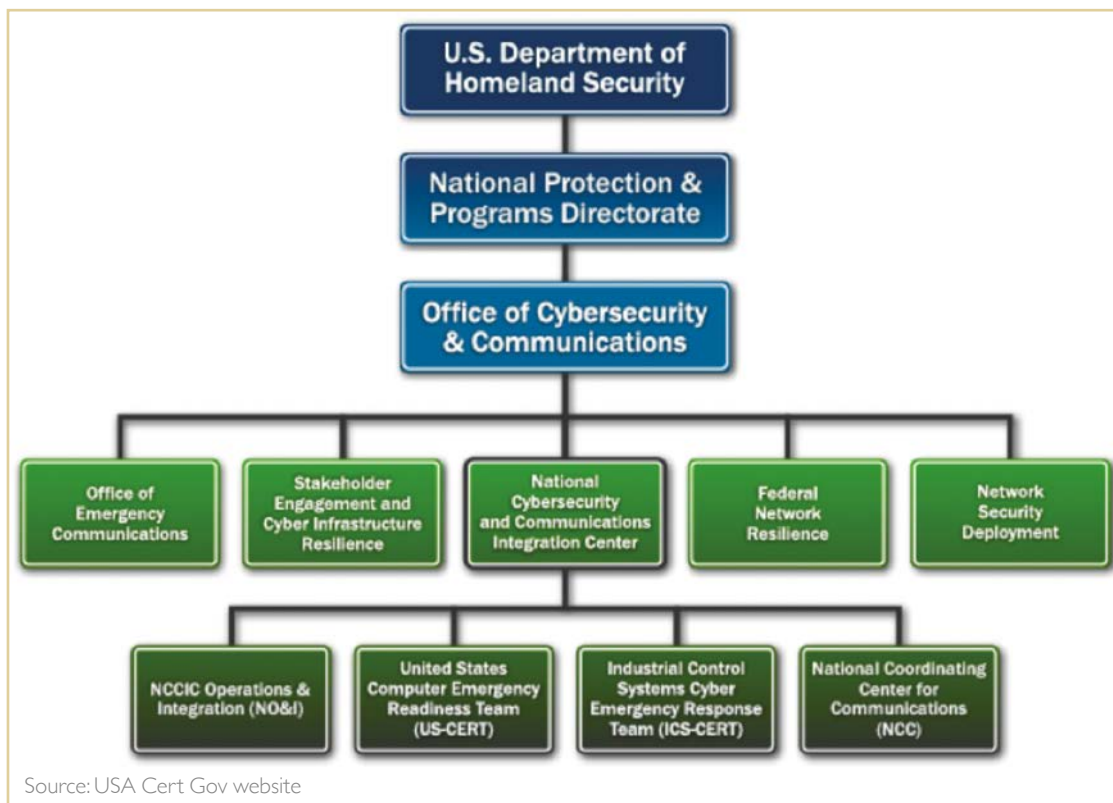 U.S. Department of
Homeland Security
National Protection &
Programs Directorate
Office of Cybersecurity
& Communications
Office of
Emergency
Communications
Stakeholder
Engagement and
Cyber Infrastructure
Resilience
National
Cybersecurity
and Communications
Integration Center
Federal
Network
Resilience
Network
Security
Deployment
NCCIC Operations &
Integration (NO&I)
United States
Computer Emergency
Readiness Team
(US-CERT)
Industrial Control
Systems Cyber
Emergency Response
Team (ICS-CERT)
National Coordinating
Center for
Communications
(NCC)
Source: USA Cert Gov website